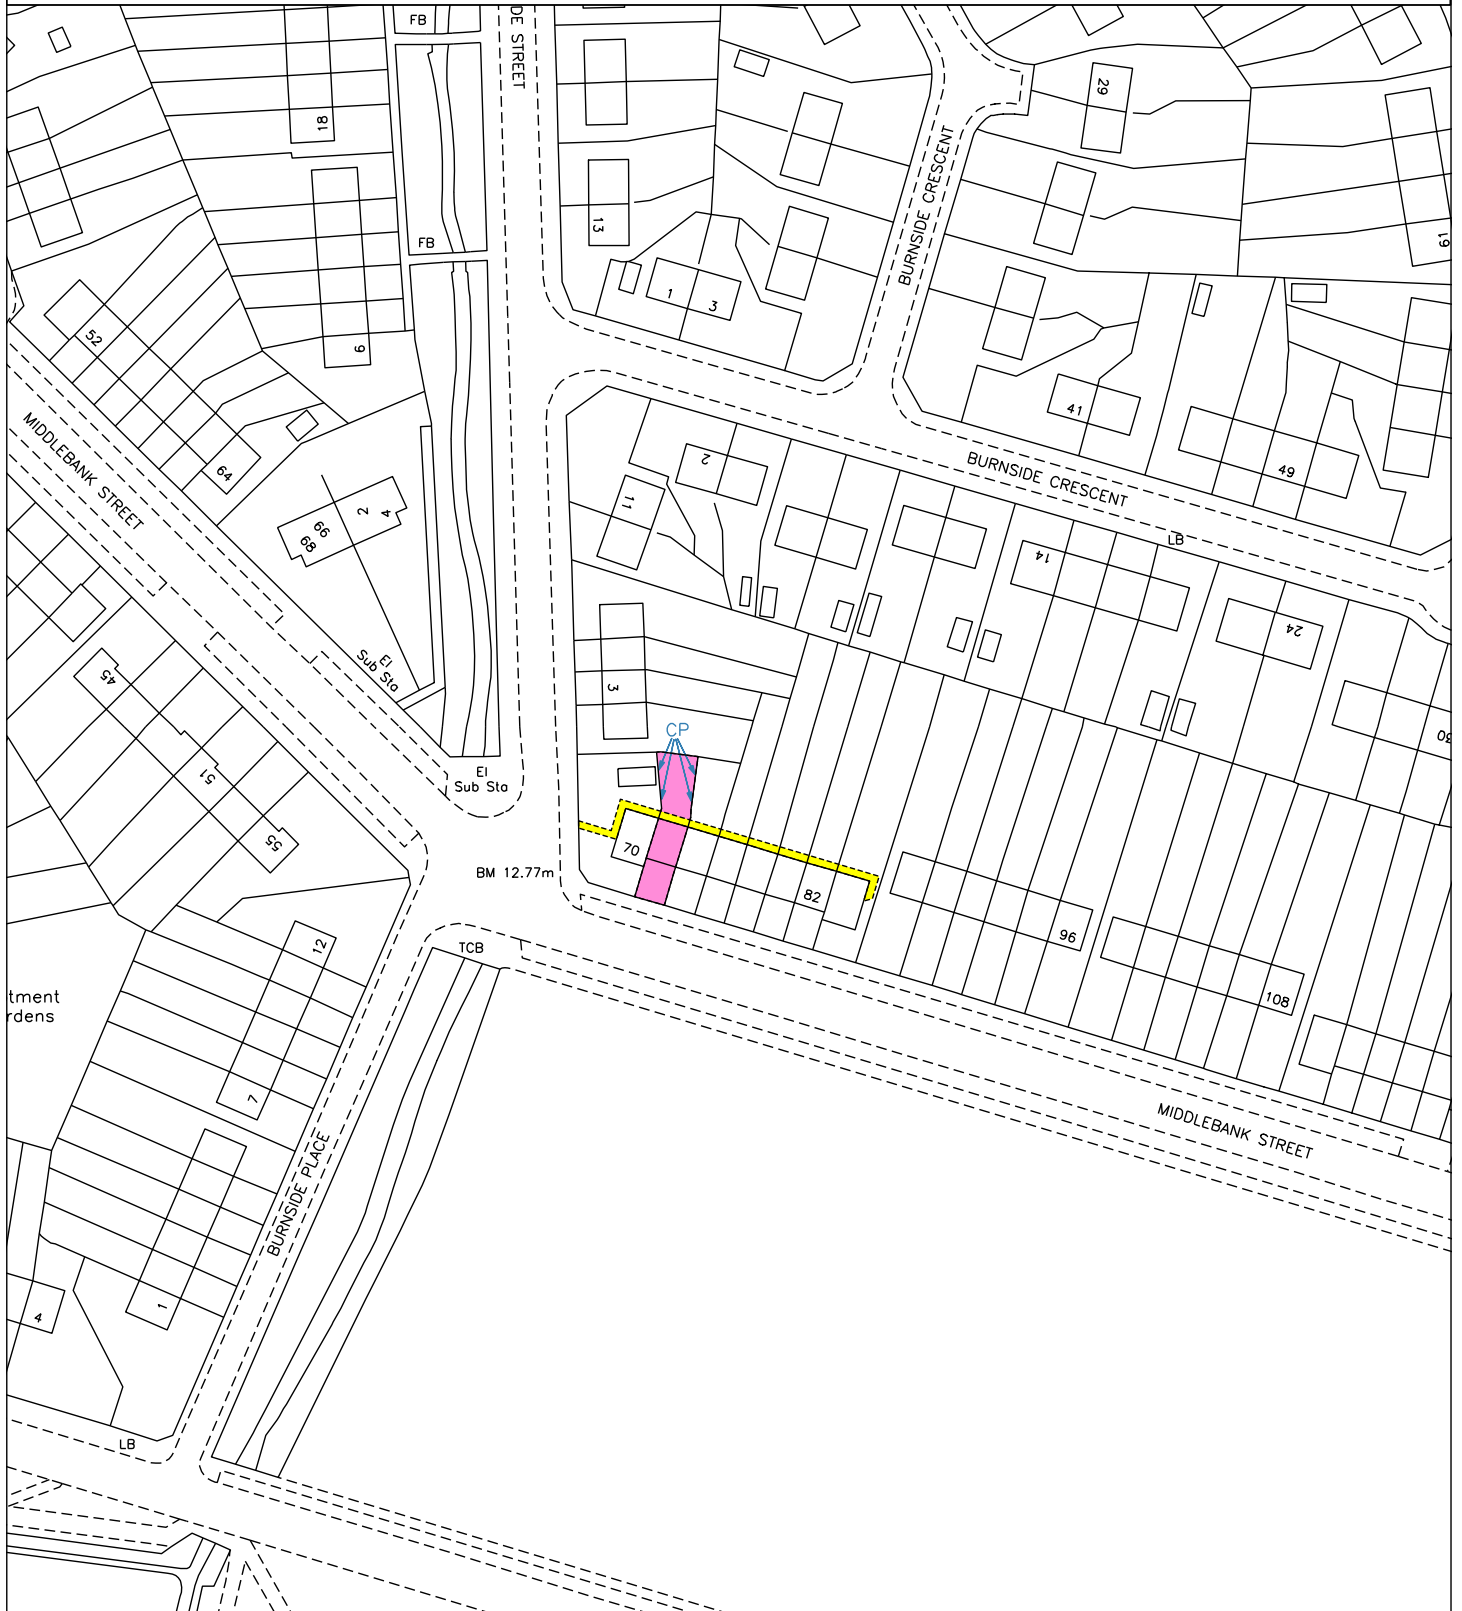 FB
DE STREET
18
29
BURNSIDE CRESCENT
13
FB
61
1
3
52
6
41
MIDDLEBANK STREET
64
2
BURNSIDE CRESCENT
49
11
66
68
2
4
LB
14
24
El
Sub Sta
45
3
CP
30
51
El
Sub Sta
55
70
BM 12.77m
82
96
12
TCB
tment
rdens
108
7
MIDDLEBANK STREET
BURNSIDE PLACE
1
4
LB